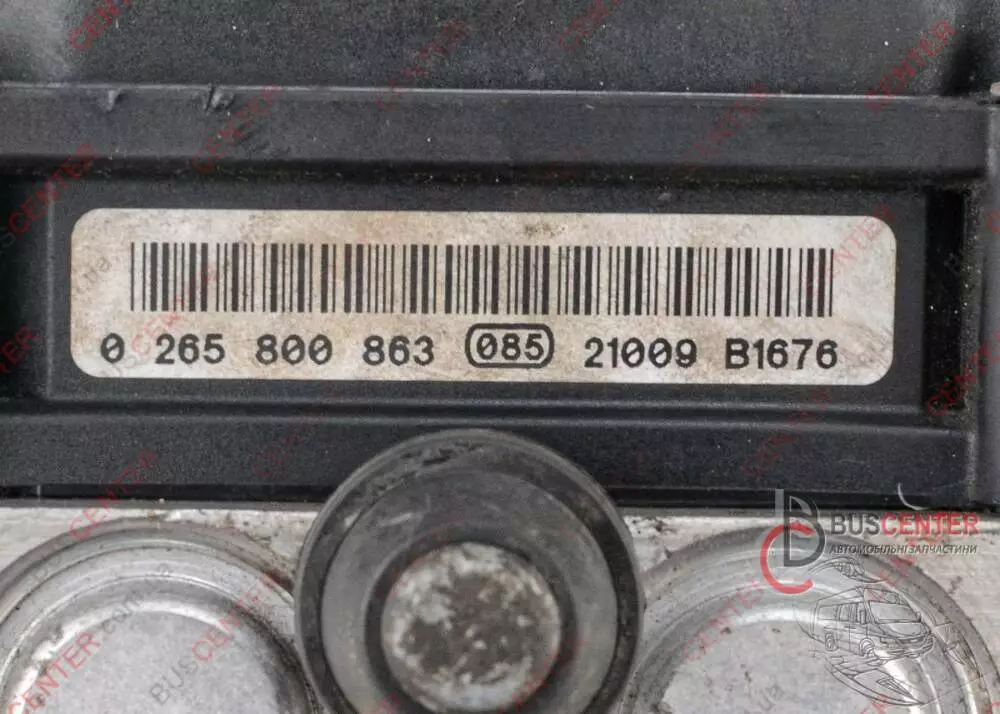 0 265 800 863 085 21009 B1676
BUSCENTER
АВТОМОБІЛЬНІ ЗАПЧАСТИНИ